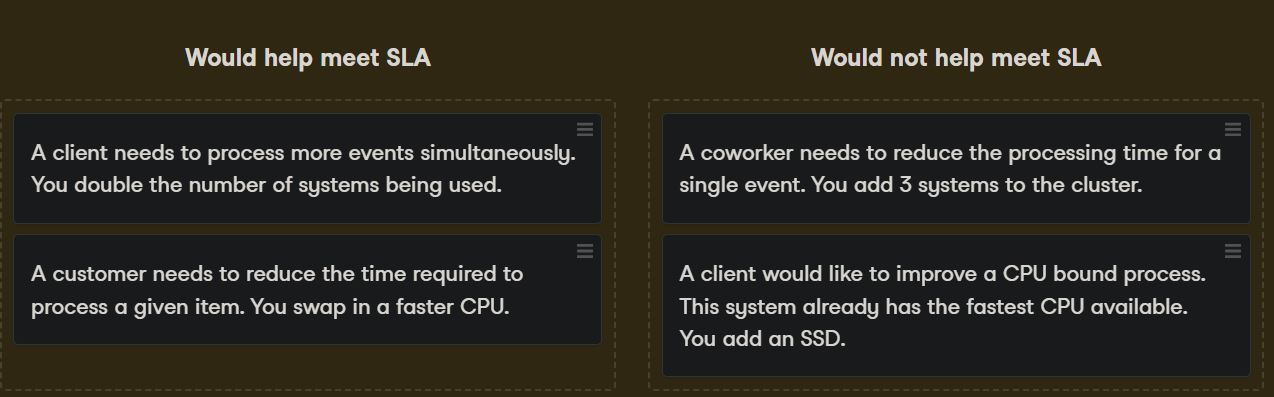 Would help meet SLA
A client needs to process more events simultaneously.
You double the number of systems being used.
A customer needs to reduce the time required to
process a given item. You swap in a faster CPU.
Would not help meet SLA
A coworker needs to reduce the processing time for a
single event. You add 3 systems to the cluster.
A client would like to improve a CPU bound process.
This system already has the fastest CPU available.
You add an SSD.